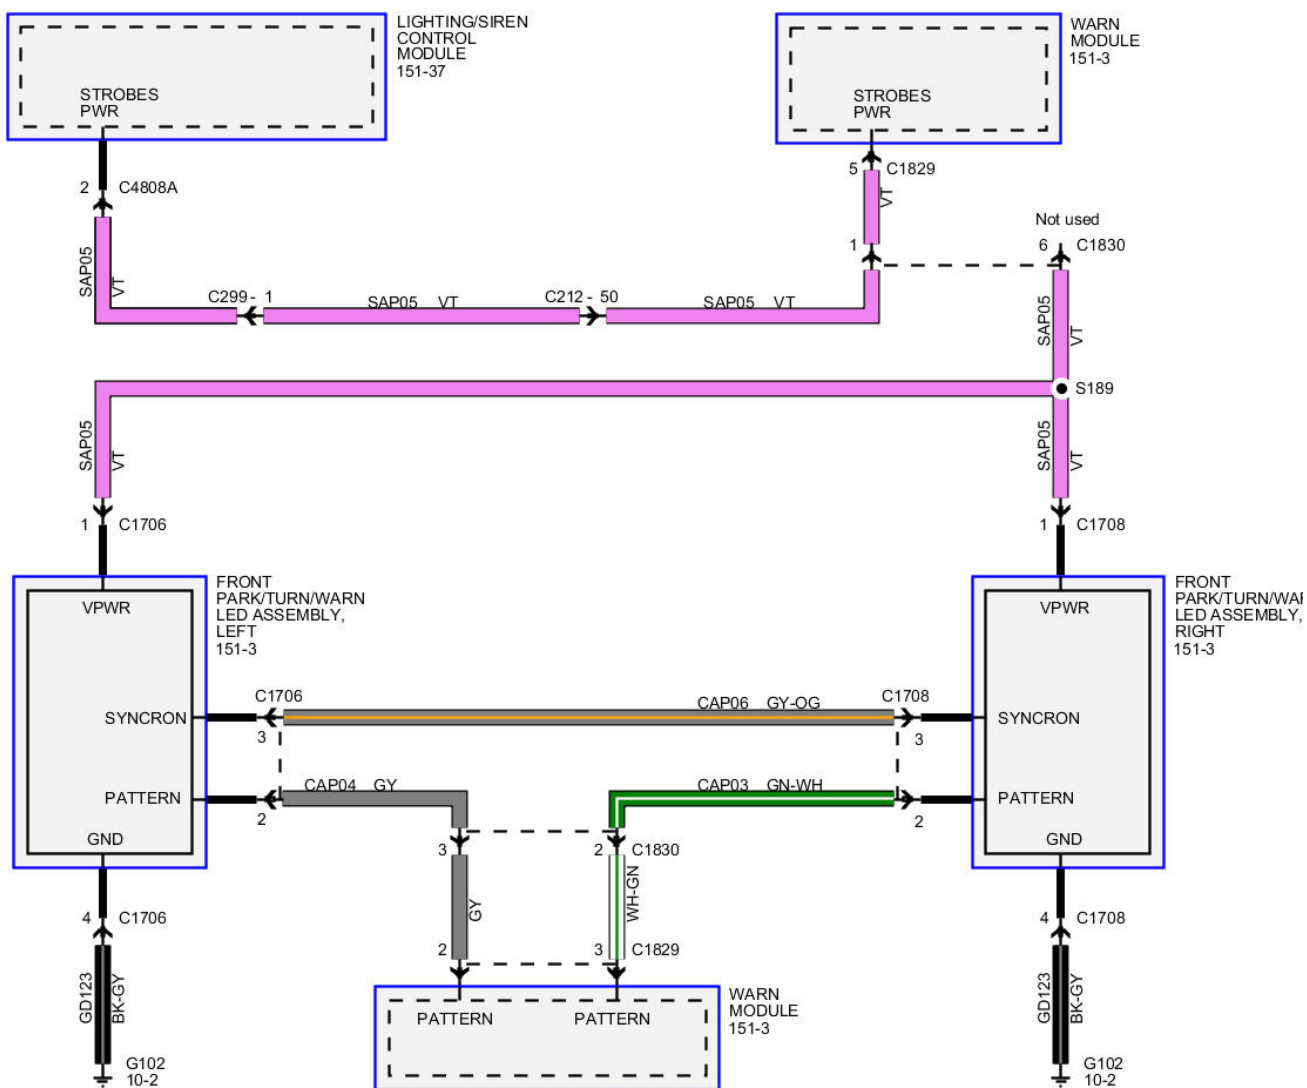 LIGHTING/SIREN
CONTROL
MODULE
151-37
STROBES
PWR
WARN
MODULE
151-3
STROBES
PWR
2 C4808A
5 C1829
VT
Not used
1
6 C1830
SAP05
VT
C299 - 1
SAP05 VT
C212 - 50
SAP05 VT
SAP05
VT
S189
SAP05
VT
SAP05
VT
1 C1706
1 C1708
FRONT
PARK/TURN/WARN
LED ASSEMBLY,
LEFT
151-3
VPWR
FRONT
PARK/TURN/WAR
LED ASSEMBLY,
RIGHT
151-3
VPWR
C1706
CAP06 GY-OG
C1708
SYNCRON
3
3
SYNCRON
CAP04 GY
CAP03 GN-WH
PATTERN
2
2
PATTERN
GND
GND
3
2 C1830
GY
WH-GN
4 C1706
4 C1708
2
3 C1829
GD123
BK-GY
GD123
BK-GY
WARN
MODULE
151-3
PATTERN
PATTERN
G102
10-2
G102
10-2